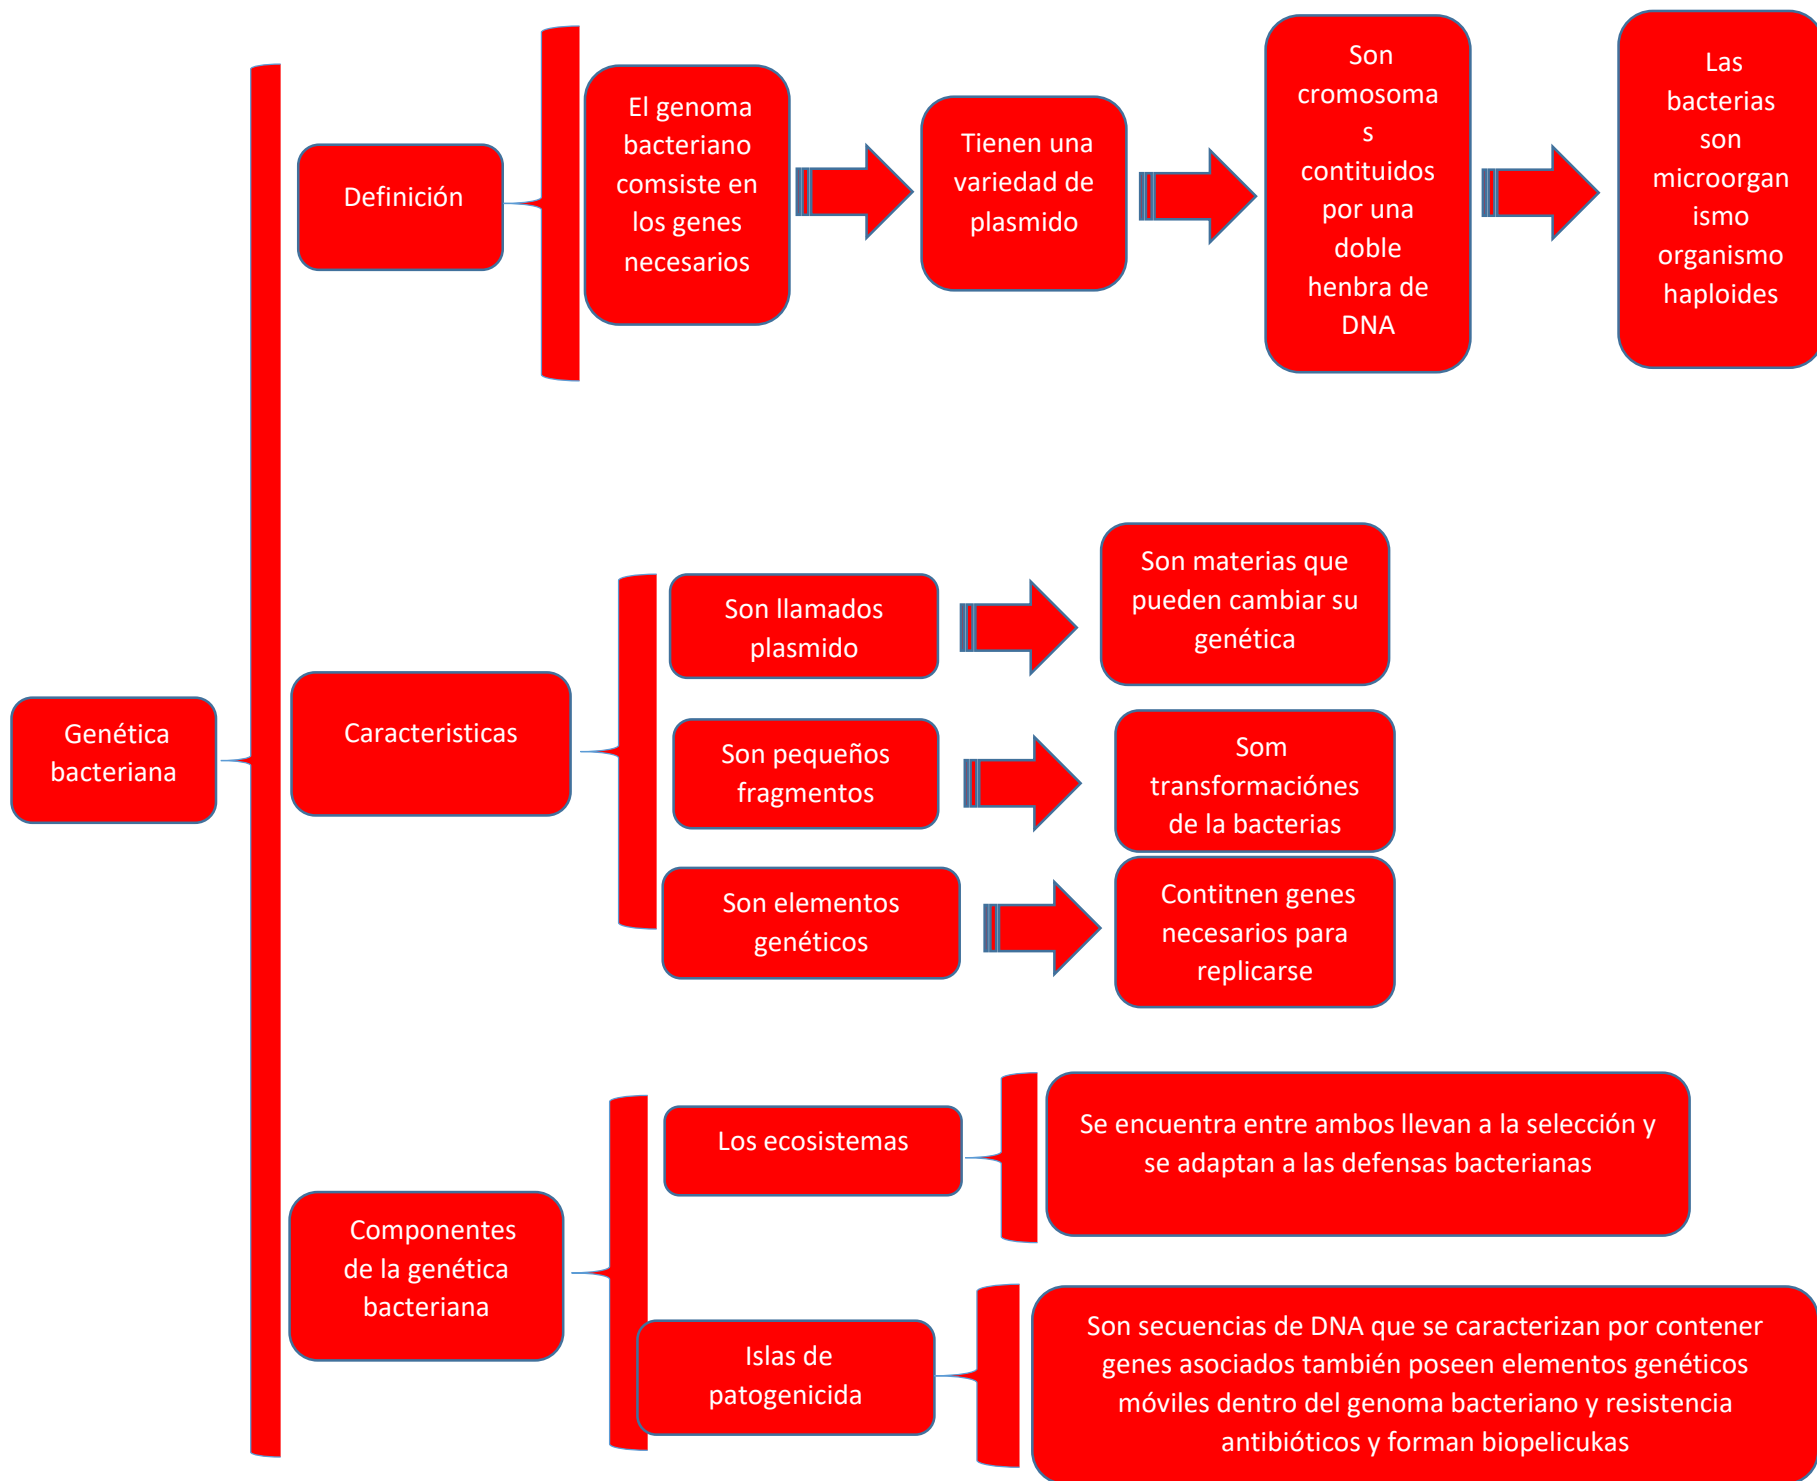 Genética
bacteriana
Definición
El genoma
bacteriano
comsiste en
los genes
necesarios
Tienen una
variedad de
plasmido
Son
cromosoma
s
contituidos
por una
doble
henbra de
DNA
Las
bacterias
son
microorgan
ismo
organismo
haploides
Caracteristicas
Son llamados
plasmido
Son materias que
pueden cambiar su
genética
Son pequeños
fragmentos
Som
transformaciónes
de la bacterias
Son elementos
genéticos
Contitnen genes
necesarios para
replicarse
Componentes
de la genética
bacteriana
Los ecosistemas
Se encuentra entre ambos llevan a la selección y
se adaptan a las defensas bacterianas
Islas de
patogenicida
Son secuencias de DNA que se caracterizan por contener
genes asociados también poseen elementos genéticos
móviles dentro del genoma bacteriano y resistencia
antibióticos y forman biopelicukas